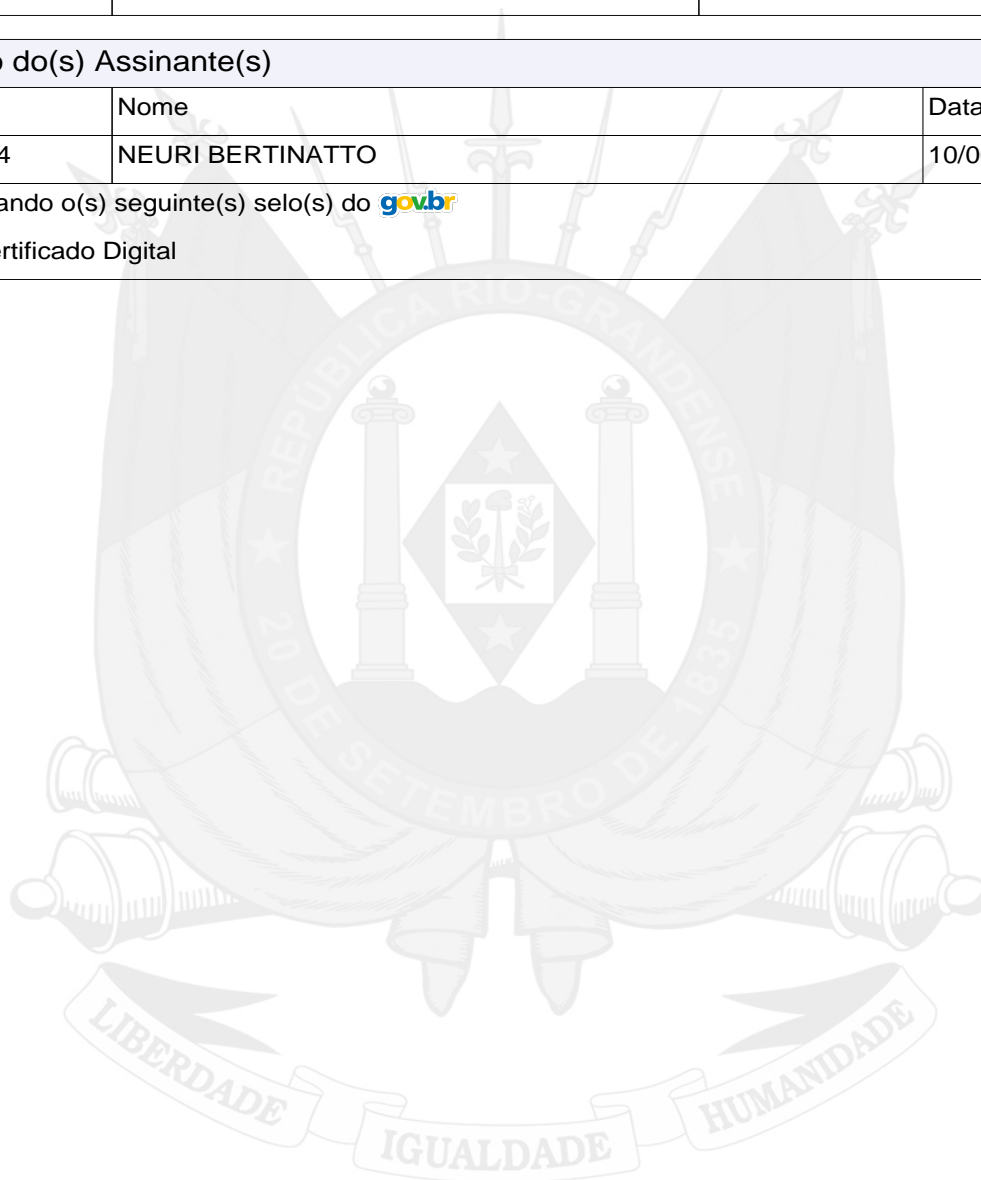 o do(s) Assinante(s)
Nome Data
4 NEURI BERTINATTO 10/0
ando o(s) seguinte(s) selo(s) do gov.br
rtificado Digital
REPÚBLICA RIO-GRANDENSE
20 DE SETEMBRO DE 1835
LIBERDADE IGUALDADE HUMANIDADE